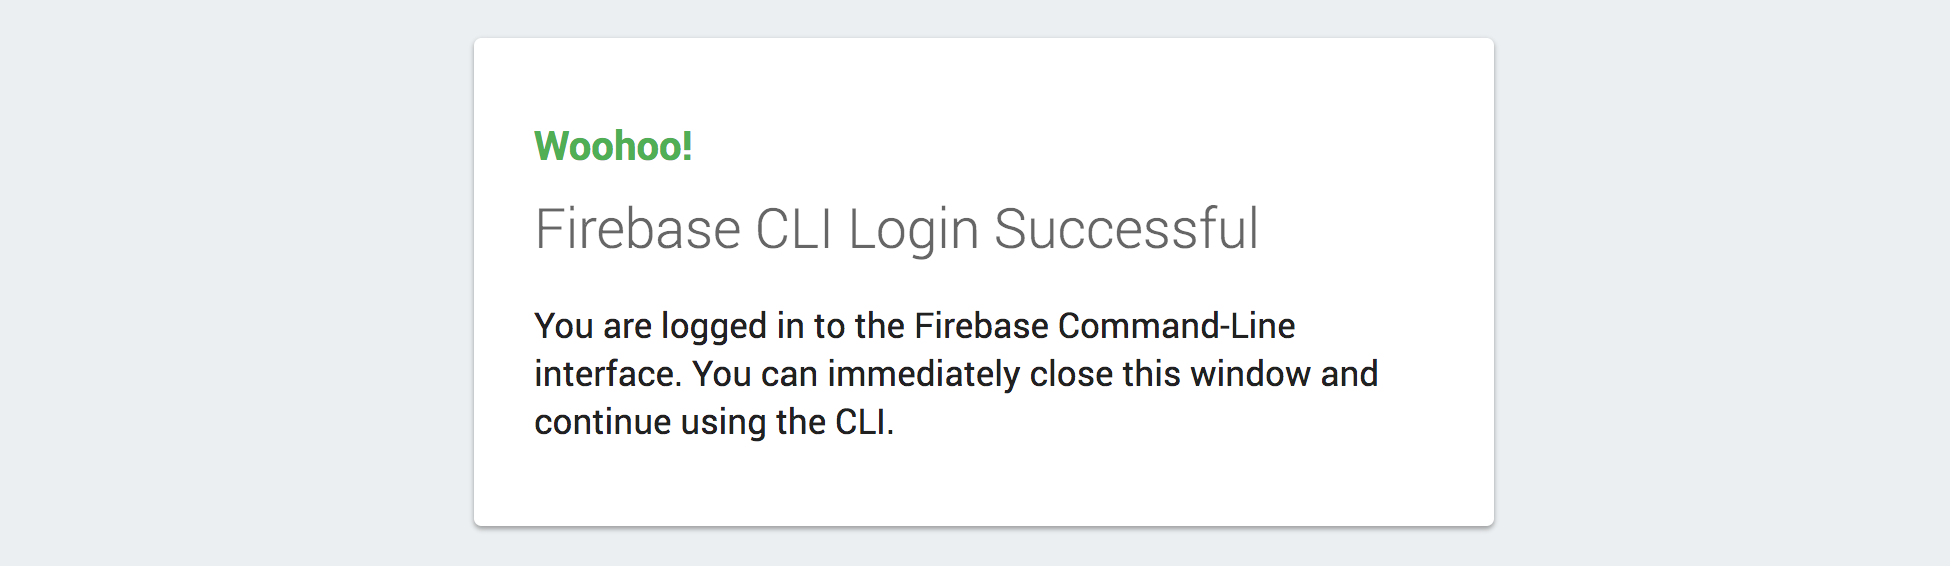 Woohoo!
Firebase CLI Login Successful
You are logged in to the Firebase Command-Line
interface. You can immediately close this window and
continue using the CLI.